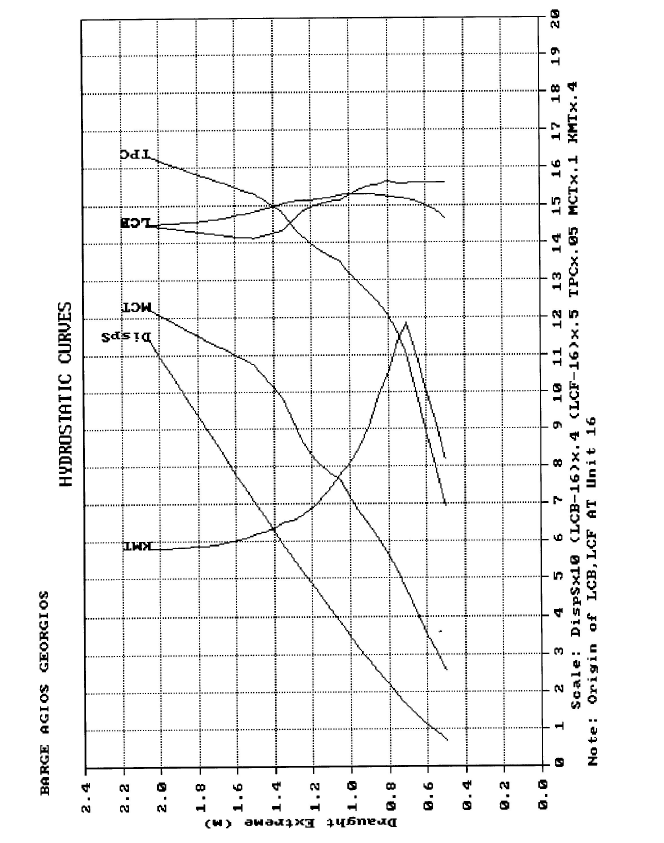 BARGE AGIOS GEORGIOS
HYDROSTATIC CURVES
TPC
LCB
MCT
DispS
KMT
Draught Extreme (m)
2.4
2.2
2.0
1.8
1.6
1.4
1.2
1.0
0.8
0.6
0.4
0.2
0.0
0 1 2 3 4 5 6 7 8 9 10 11 12 13 14 15 16 17 18 19 20
Scale: DispSx10 (LCB-16)x.4 (LCF-16)x.5 TPCx.05 MCTx.1 KMTx.4
Note: Origin of LCB,LCF AT Unit 16